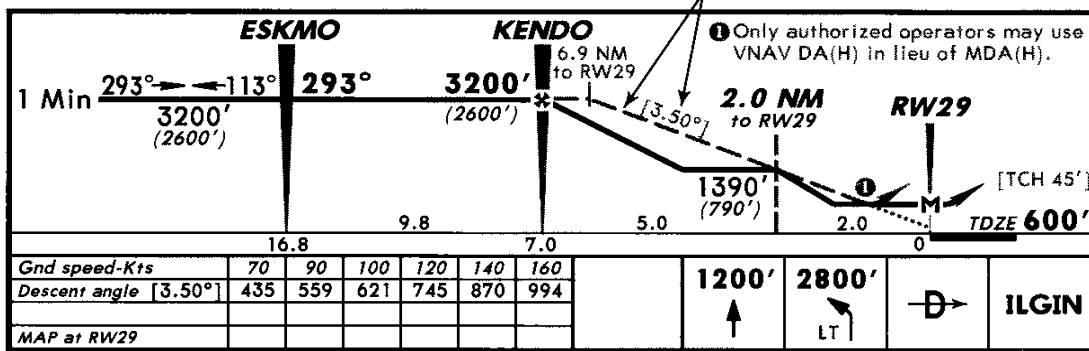 ESKMO
KENDO
❶ Only authorized operators may use
VNAV DA(H) in lieu of MDA(H).
6.9 NM
to RW29
293° 113° 293° 3200'
1 Min
3200'
(2600')
(2600')
[3.50°]
2.0 NM
to RW29
RW29
1390'
(790')
❶
M
[TCH 45']
9.8 5.0 2.0 TDZE 600'
16.8 7.0 0
Gnd speed-Kts 70 90 100 120 140 160
Descent angle [3.50°] 435 559 621 745 870 994
MAP at RW29
1200' 2800' D ILGIN
LT